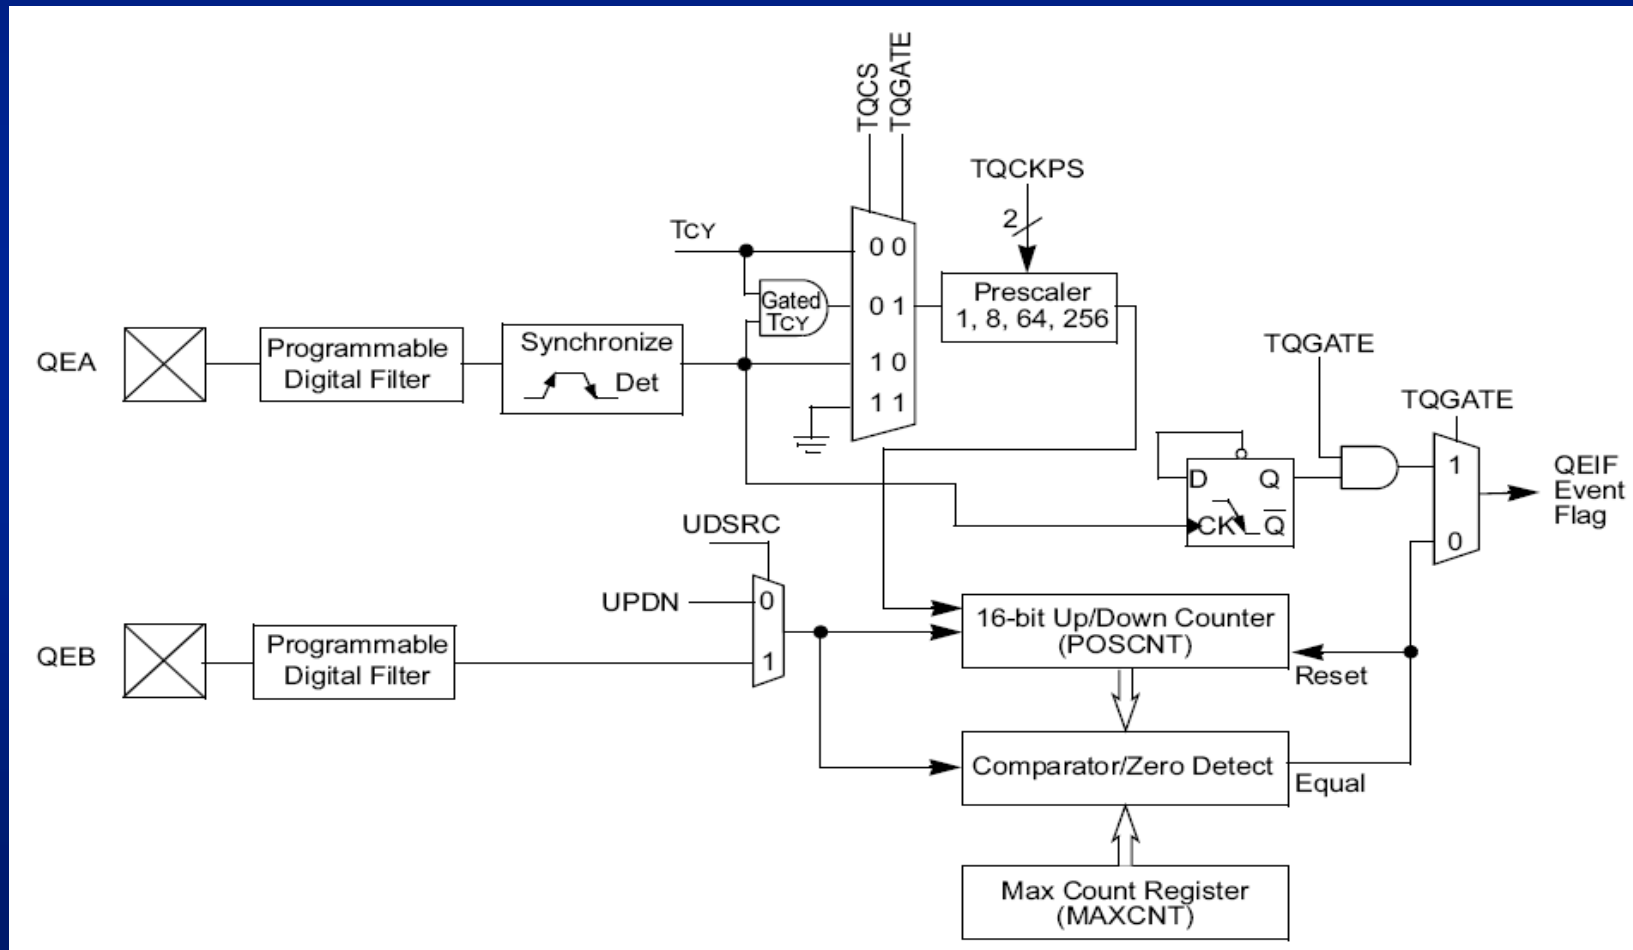 TQCS
TQGATE
TQCKPS
2
TCY
0 0
Gated
TCY
0 1
Prescaler
1, 8, 64, 256
QEA
Programmable
Digital Filter
Synchronize
Det
1 0
1 1
TQGATE
TQGATE
D
Q
CK
Q̅
1
0
QEIF
Event
Flag
UDSRC
UPDN
0
1
QEB
Programmable
Digital Filter
16-bit Up/Down Counter
(POSCNT)
Reset
Comparator/Zero Detect
Equal
Max Count Register
(MAXCNT)